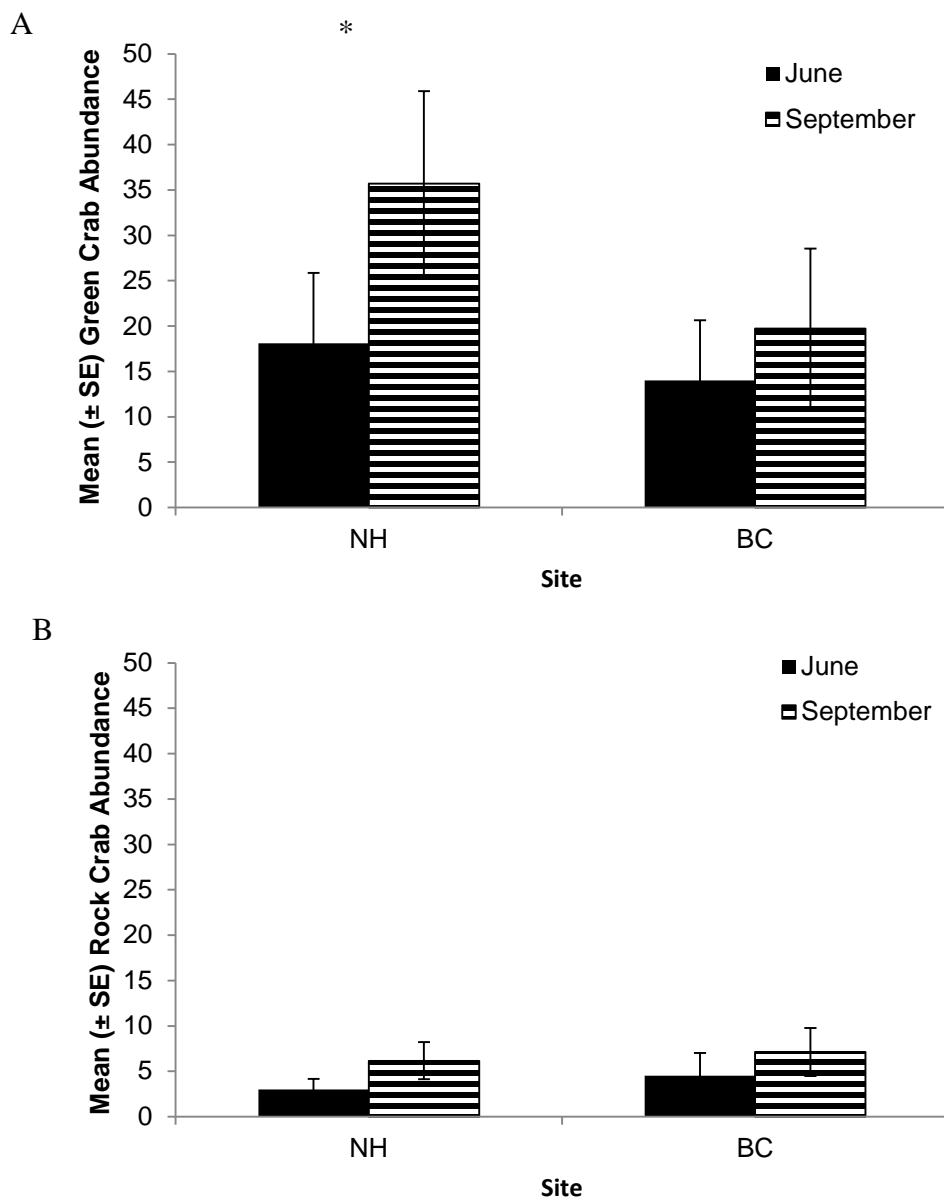 A
*
Mean (± SE) Green Crab Abundance
50
45
40
35
30
25
20
15
10
5
0
June
September
NH BC
Site
B
Mean (± SE) Rock Crab Abundance
50
45
40
35
30
25
20
15
10
5
0
June
September
NH BC
Site